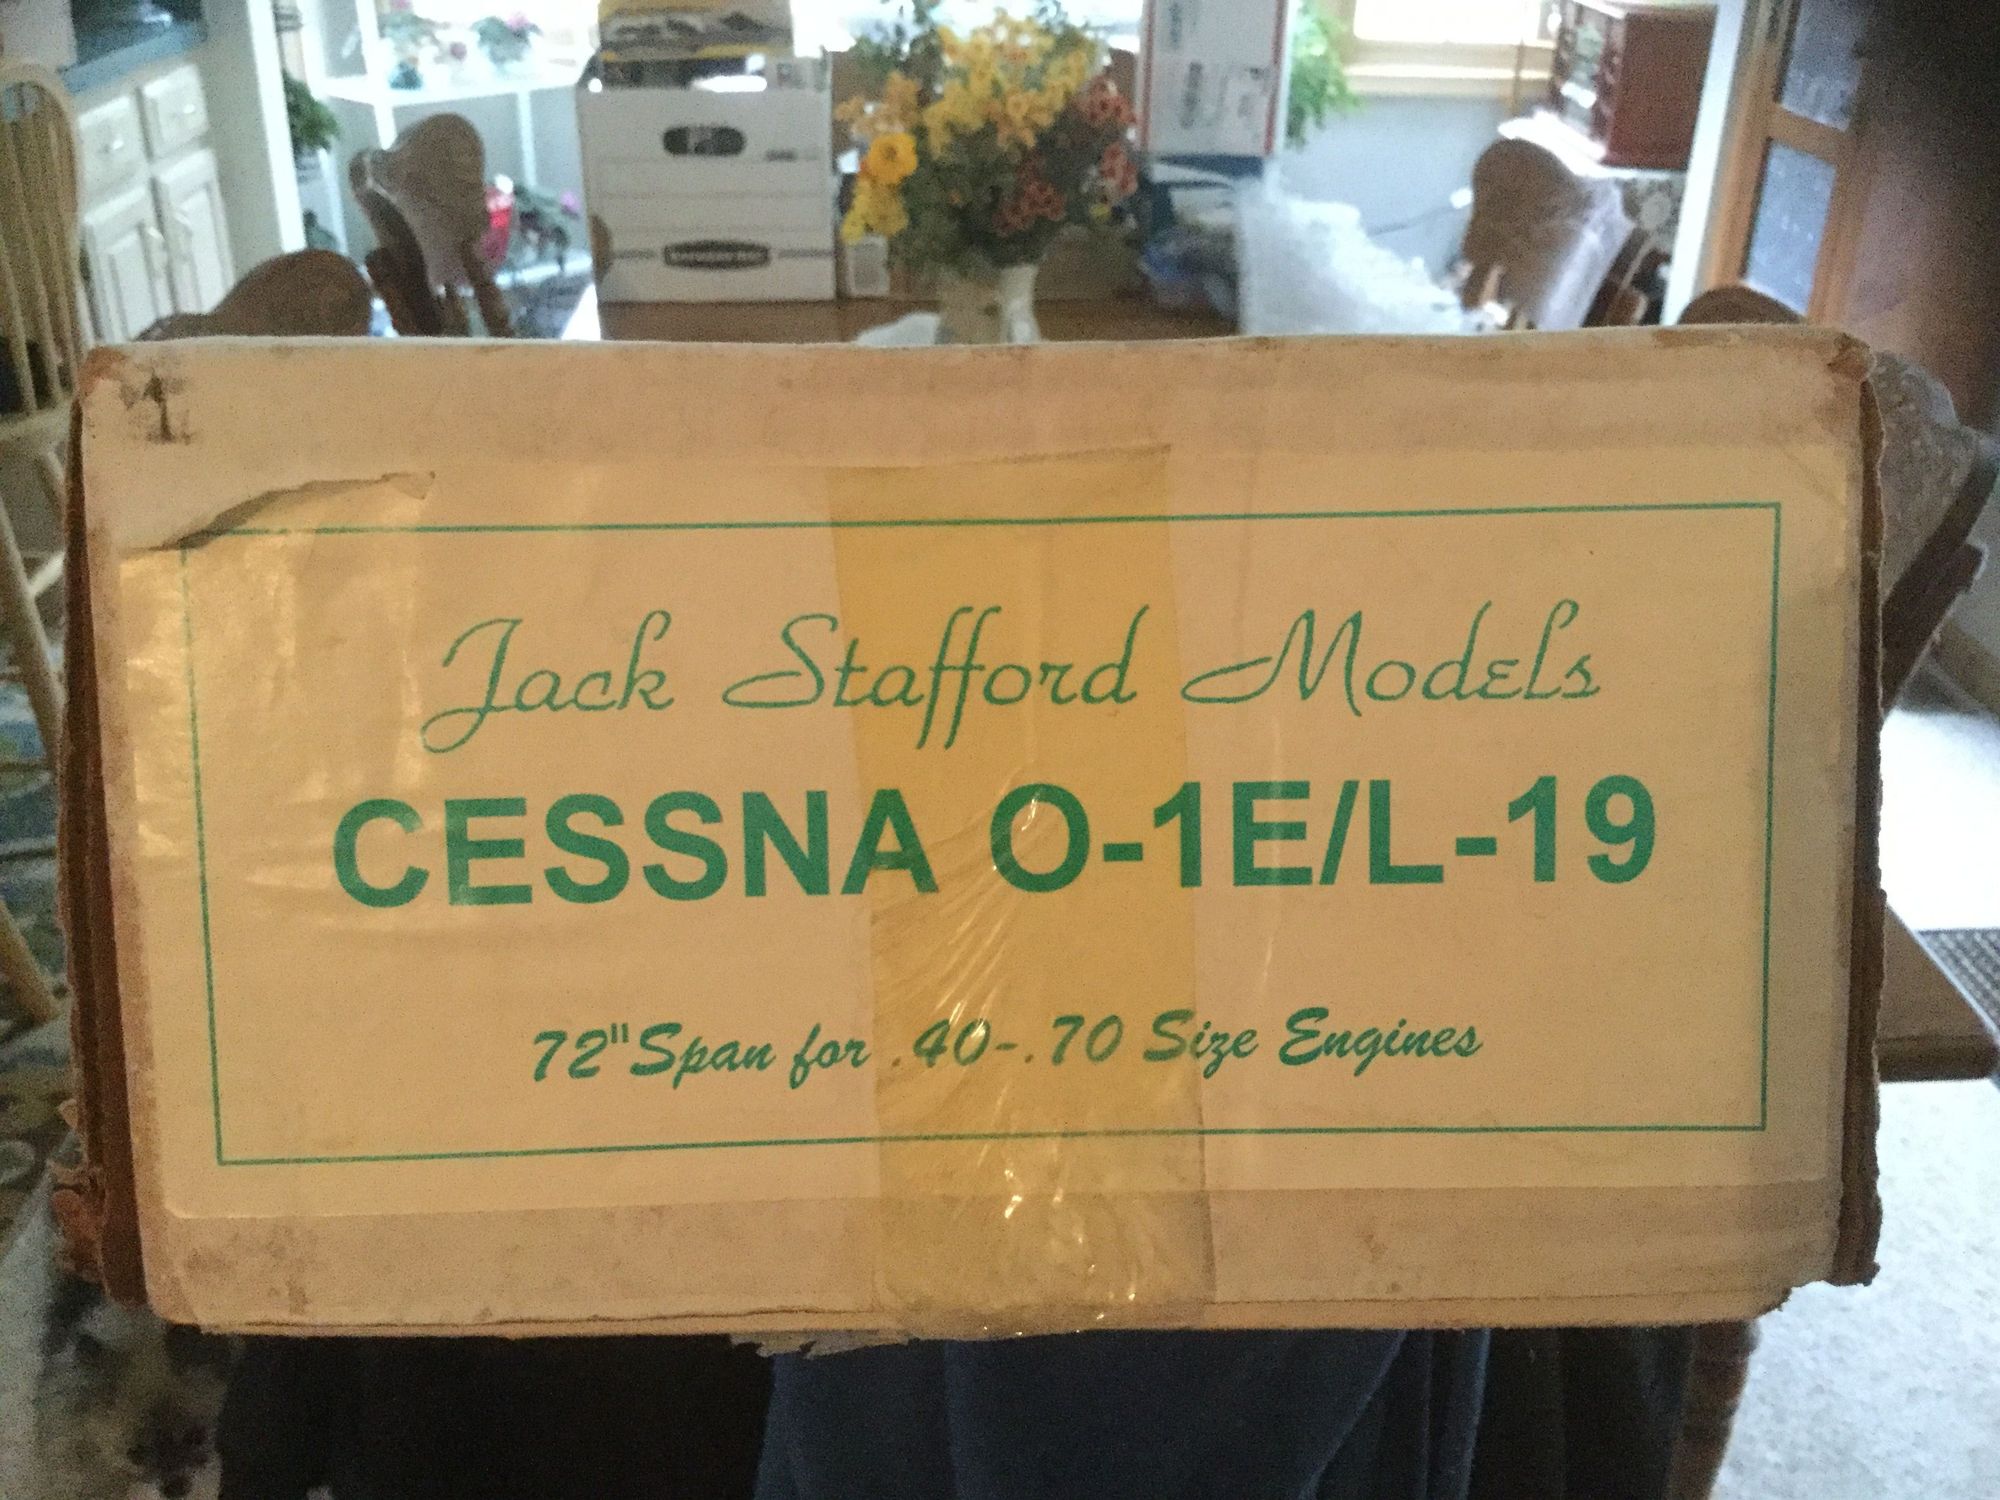 Jack Stafford Models
CESSNA O-1E/L-19
72" Span for .40-.70 Size Engines